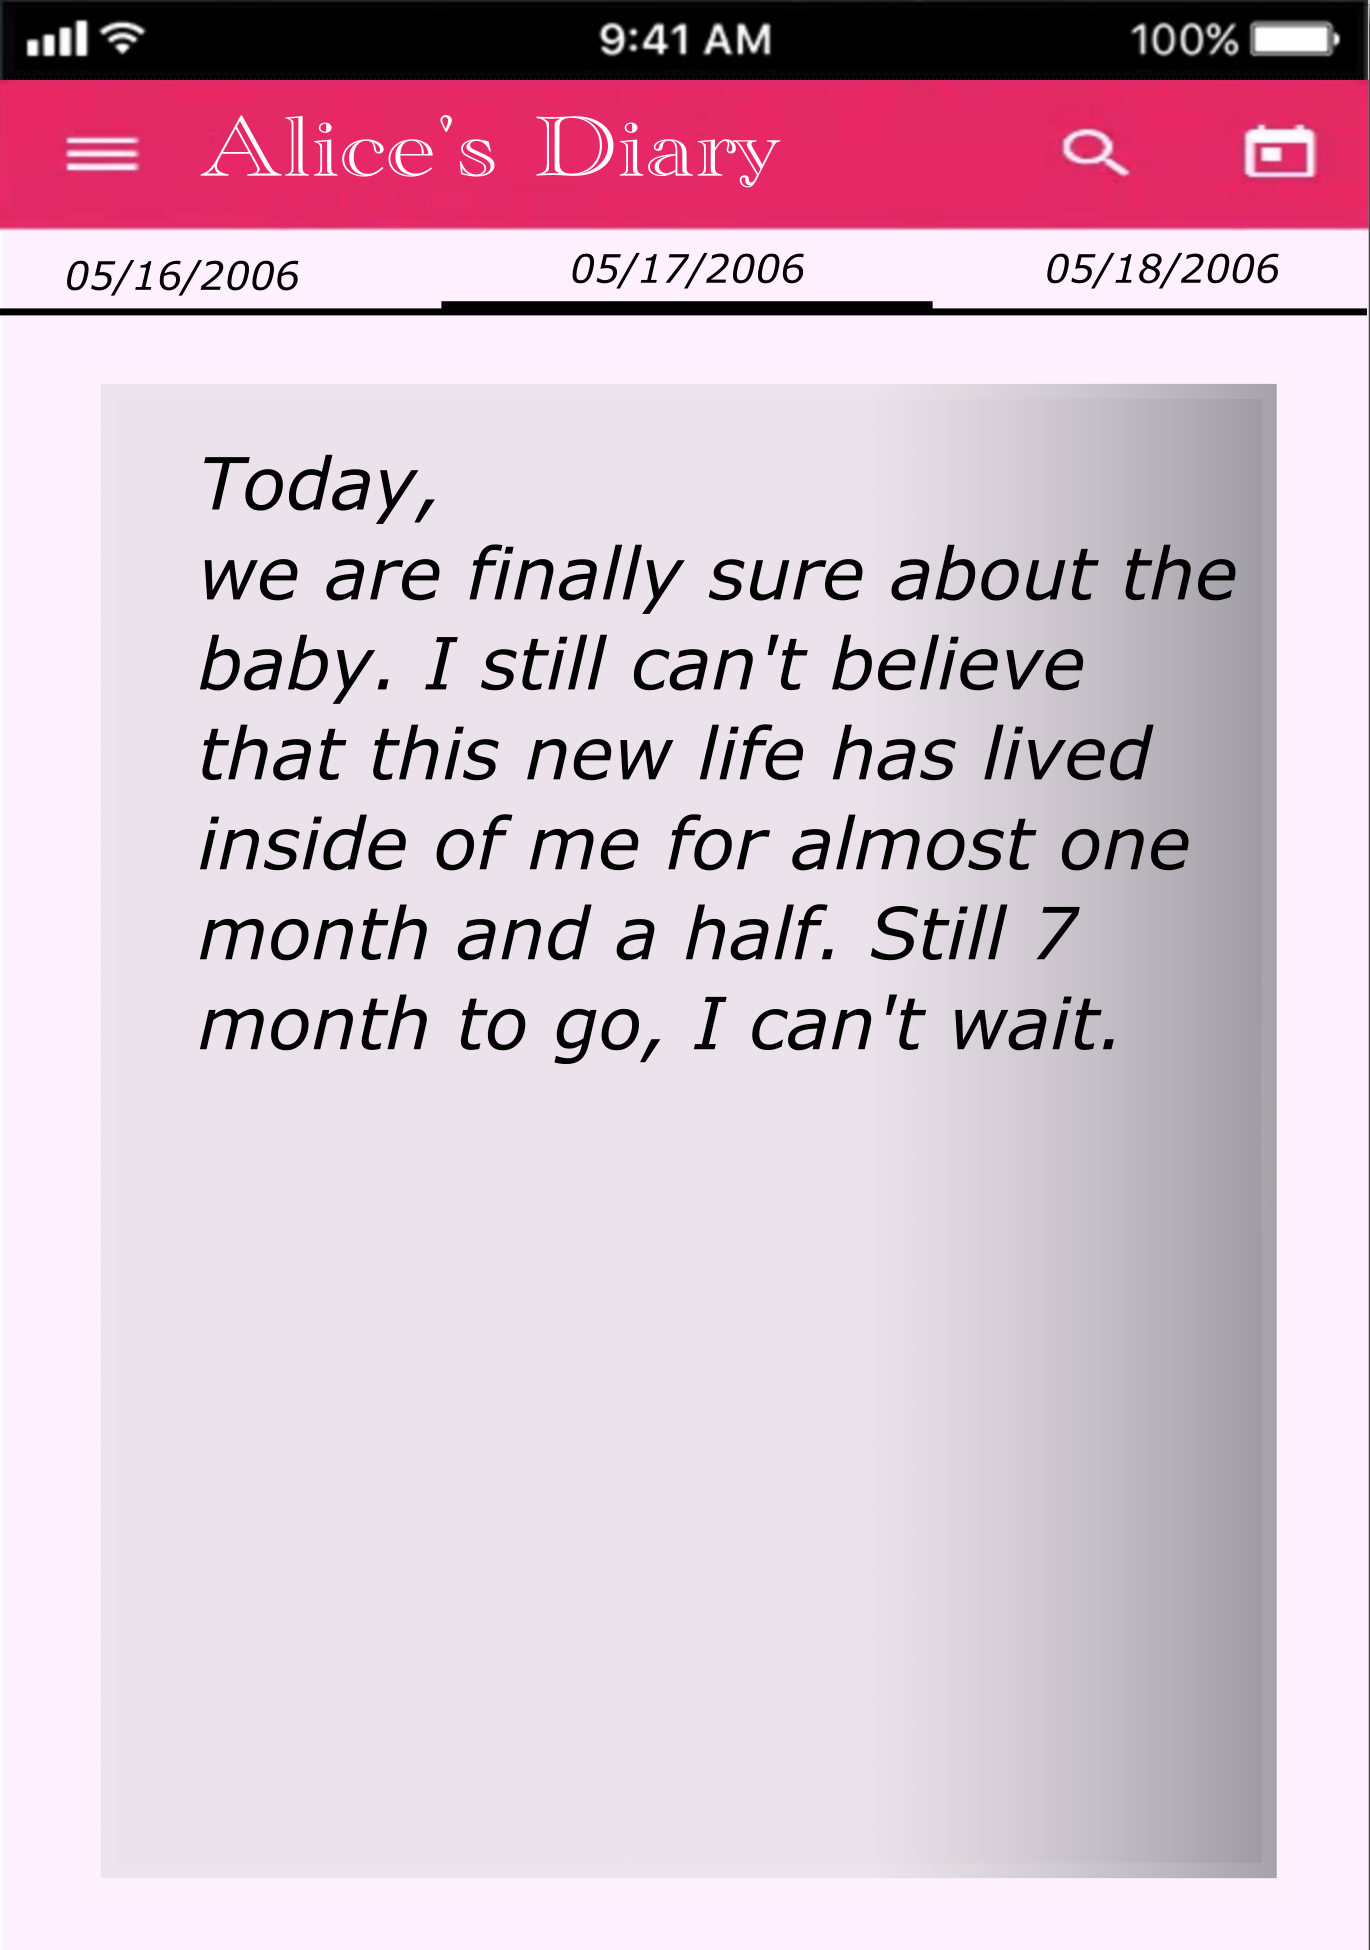 9:41 AM 100%
Alice's Diary
05/16/2006 05/17/2006 05/18/2006
Today,
we are finally sure about the
baby. I still can't believe
that this new life has lived
inside of me for almost one
month and a half. Still 7
month to go, I can't wait.